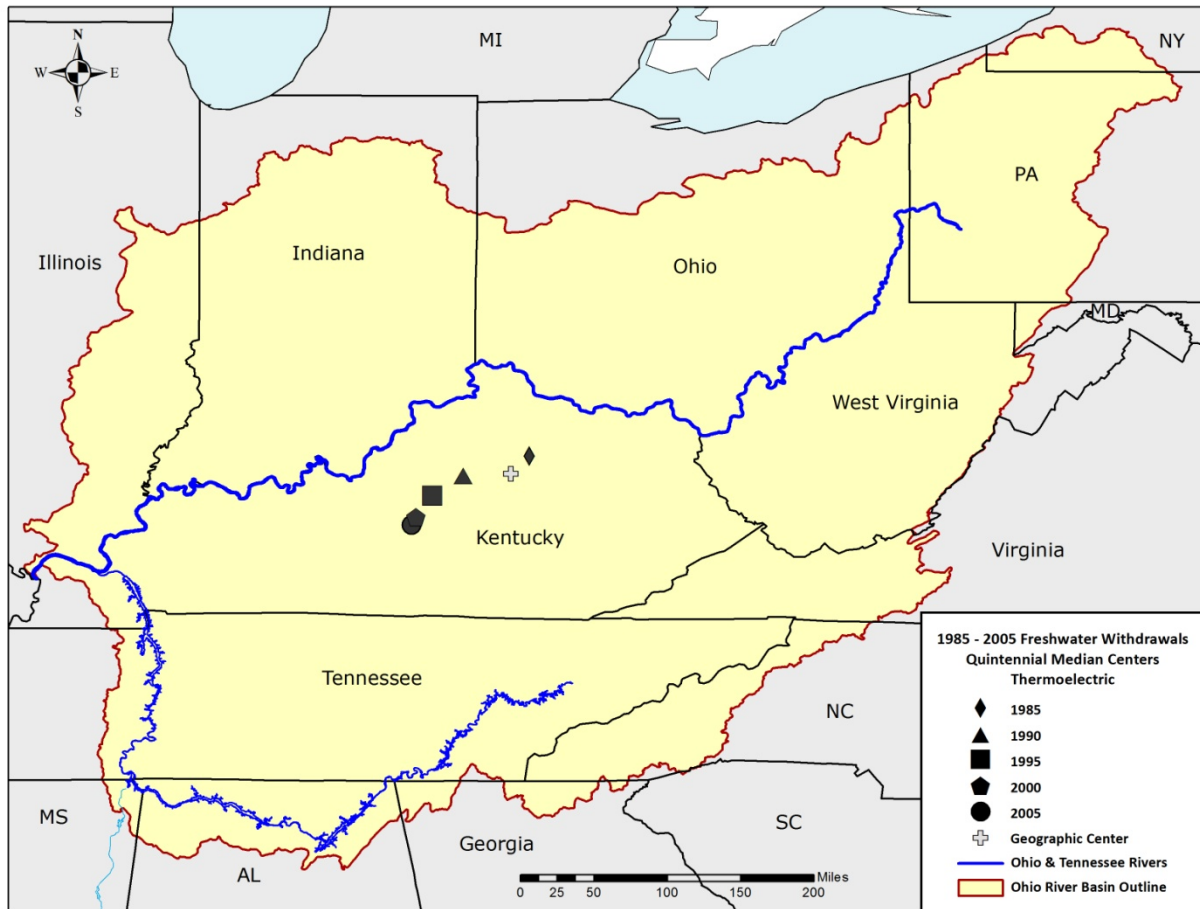 N
W E
S
MI
NY
PA
Illinois
Indiana
Ohio
MD
West Virginia
Kentucky
Virginia
Tennessee
NC
MS
AL
Georgia
SC
1985 - 2005 Freshwater Withdrawals
Quintennial Median Centers
Thermoelectric
1985
1990
1995
2000
2005
Geographic Center
Ohio & Tennessee Rivers
Ohio River Basin Outline
Miles
0 25 50 100 150 200